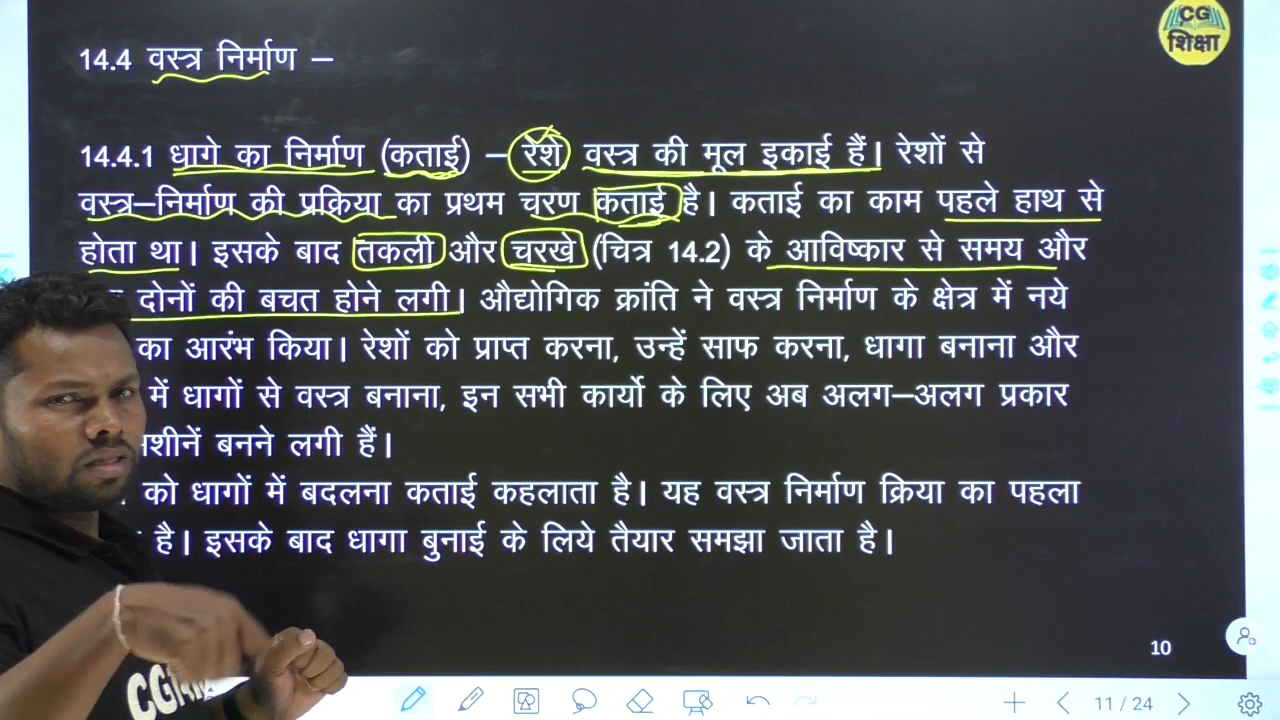 CG
शिक्षा
14.4 वस्त्र निर्माण –
14.4.1 धागे का निर्माण (कताई) – रेशे वस्त्र की मूल इकाई हैं। रेशों से
वस्त्र–निर्माण की प्रक्रिया का प्रथम चरण कताई है। कताई का काम पहले हाथ से
होता था। इसके बाद तकली और चरखे (चित्र 14.2) के आविष्कार से समय और
दोनों की बचत होने लगी। औद्योगिक क्रांति ने वस्त्र निर्माण के क्षेत्र में नये
का आरंभ किया। रेशों को प्राप्त करना, उन्हें साफ करना, धागा बनाना और
में धागों से वस्त्र बनाना, इन सभी कार्यो के लिए अब अलग–अलग प्रकार
बनने लगी हैं।
को धागों में बदलना कताई कहलाता है। यह वस्त्र निर्माण क्रिया का पहला
है। इसके बाद धागा बुनाई के लिये तैयार समझा जाता है।
10
11 / 24